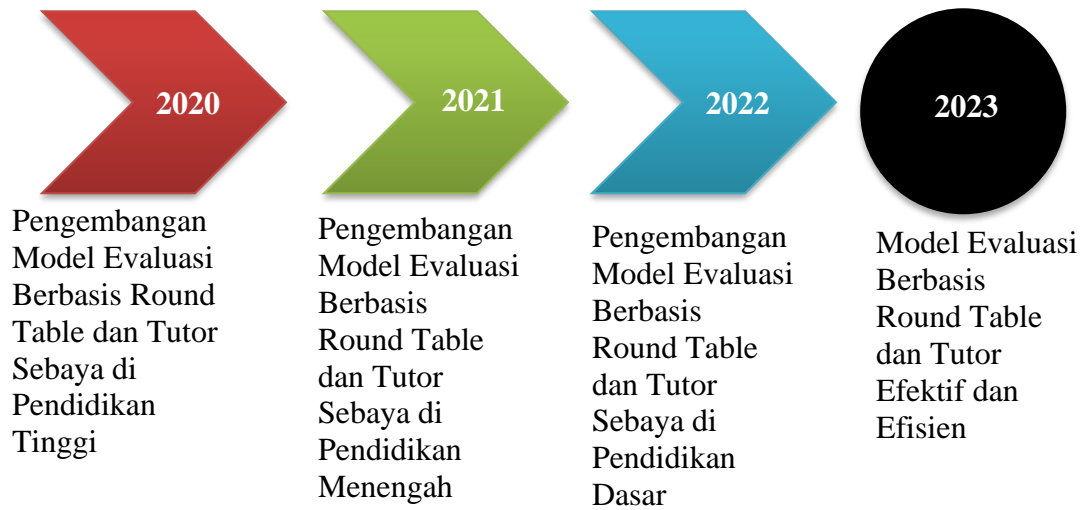 2020
Pengembangan
Model Evaluasi
Berbasis Round
Table dan Tutor
Sebaya di
Pendidikan
Tinggi
2021
Pengembangan
Model Evaluasi
Berbasis
Round Table
dan Tutor
Sebaya di
Pendidikan
Menengah
2022
Pengembangan
Model Evaluasi
Berbasis
Round Table
dan Tutor
Sebaya di
Pendidikan
Dasar
2023
Model Evaluasi
Berbasis
Round Table
dan Tutor
Efektif dan
Efisien